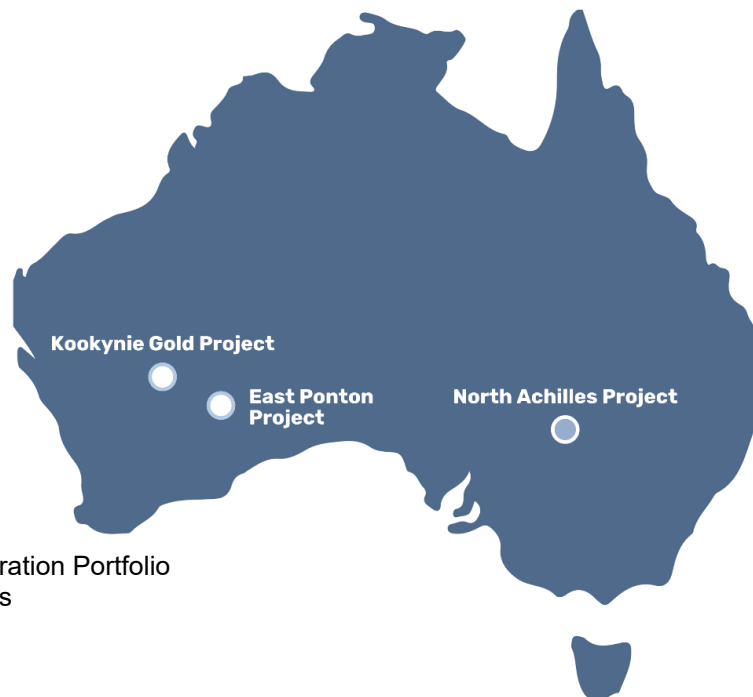 Kookynie Gold Project
East Ponton
Project
North Achilles Project
ration Portfolio
s